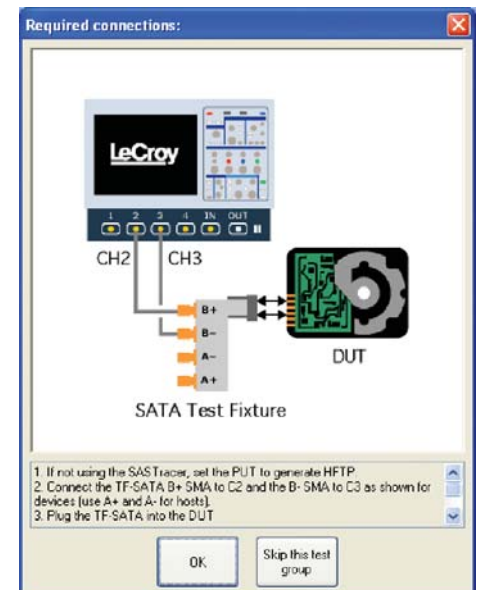 Required connections:
LeCroy
1 2 3 4 IN OUT
CH2 CH3
B+
B-
A-
A+
DUT
SATA Test Fixture
1. If not using the SASTracer, set the PUT to generate HFTP.
2. Connect the TF-SATA B+ SMA to C2 and the B- SMA to C3 as shown for
devices (use A+ and A- for hosts).
3. Plug the TF-SATA into the DUT
OK
Skip this test
group